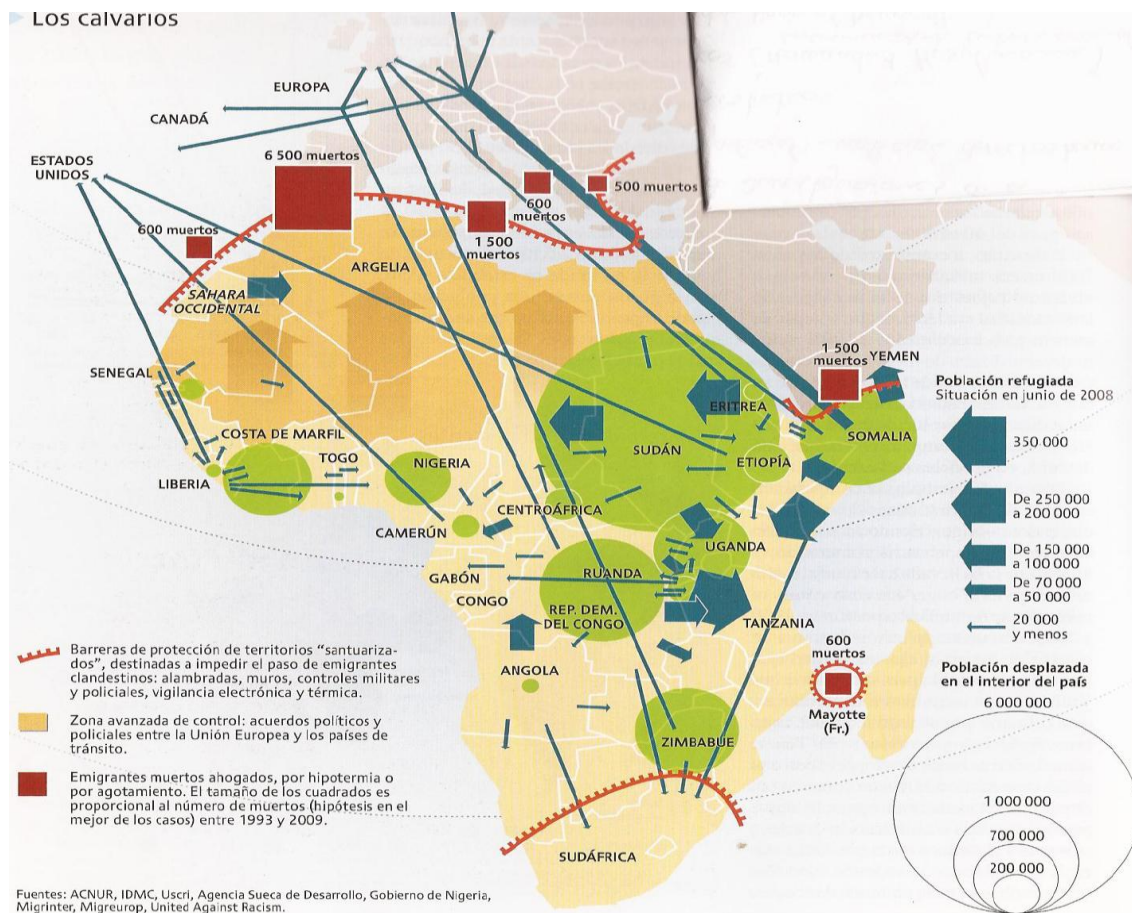 Los calvarios
EUROPA
CANADÁ
ESTADOS
UNIDOS
6 500 muertos
600 muertos
1 500
muertos
600
muertos
500 muertos
ARGELIA
SAHARA
OCCIDENTAL
1 500
muertos
YEMEN
SENEGAL
ERITREA
SOMALIA
COSTA DE MARFIL
TOGO
NIGERIA
SUDÁN
ETIOPÍA
LIBERIA
CENTROÁFRICA
CAMERÚN
UGANDA
GABÓN
RUANDA
CONGO
REP. DEM.
DEL CONGO
TANZANIA
ANGOLA
600
muertos
Mayotte
(Fr.)
ZIMBABUE
SUDÁFRICA
Población refugiada
Situación en junio de 2008
350 000
De 250 000
a 200 000
De 150 000
a 100 000
De 70 000
a 50 000
20 000
y menos
Población desplazada
en el interior del país
6 000 000
1 000 000
700 000
200 000
Barreras de protección de territorios “santuariza-
dos”, destinadas a impedir el paso de emigrantes
clandestinos: alambradas, muros, controles militares
y policiales, vigilancia electrónica y térmica.
Zona avanzada de control: acuerdos políticos y
policiales entre la Unión Europea y los países de
tránsito.
Emigrantes muertos ahogados, por hipotermia o
por agotamiento. El tamaño de los cuadrados es
proporcional al número de muertos (hipótesis en el
mejor de los casos) entre 1993 y 2009.
Fuentes: ACNUR, IDMC, Uscri, Agencia Sueca de Desarrollo, Gobierno de Nigeria,
Migrinter, Migreurop, United Against Racism.